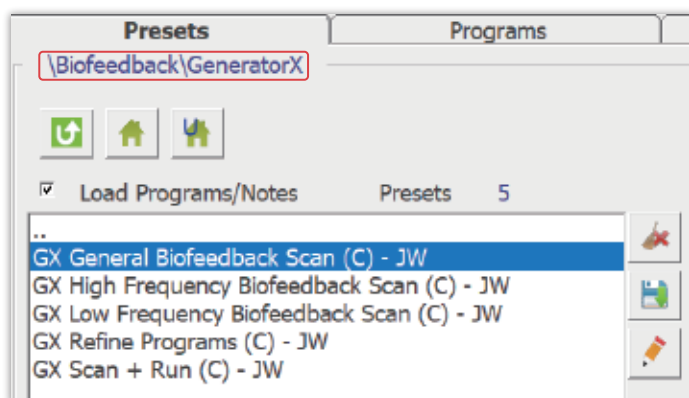 Presets
Programs
\Biofeedback\GeneratorX
U
Load Programs/Notes
Presets 5
..
GX General Biofeedback Scan (C) - JW
GX High Frequency Biofeedback Scan (C) - JW
GX Low Frequency Biofeedback Scan (C) - JW
GX Refine Programs (C) - JW
GX Scan + Run (C) - JW